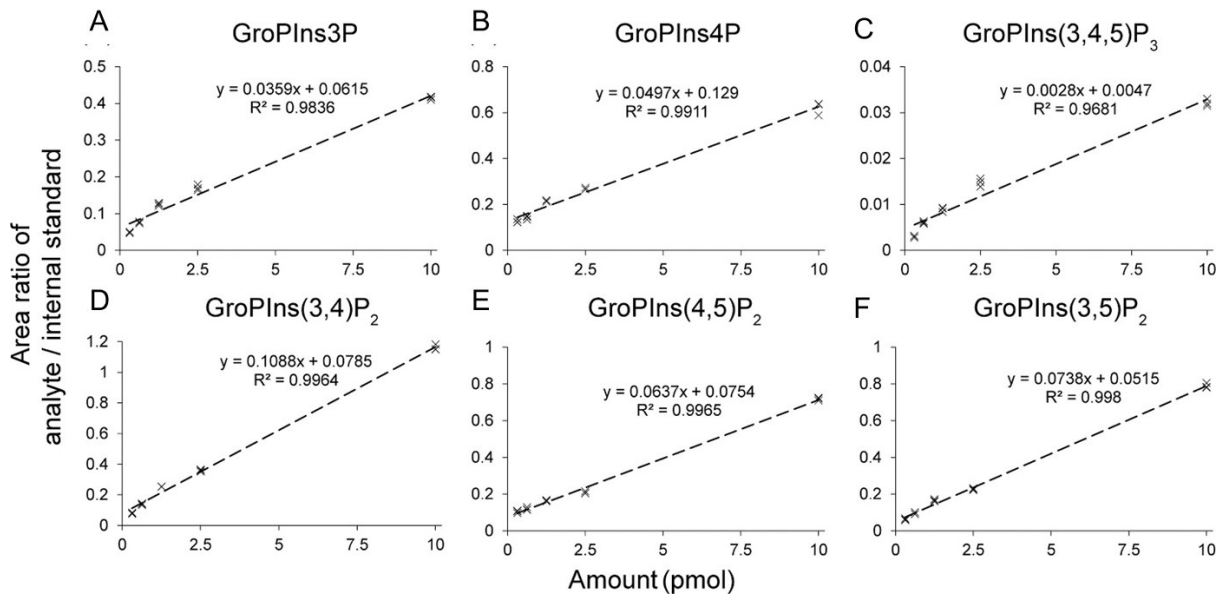 A
GroPIns3P
y = 0.0359x + 0.0615
R² = 0.9836
0.5
0.4
0.3
0.2
0.1
0
0
2.5
5
7.5
10
B
GroPIns4P
y = 0.0497x + 0.129
R² = 0.9911
0.8
0.6
0.4
0.2
0
0
2.5
5
7.5
10
C
GroPIns(3,4,5)P₃
y = 0.0028x + 0.0047
R² = 0.9681
0.04
0.03
0.02
0.01
0
0
2.5
5
7.5
10
Area ratio of
analyte / internal standard
D
GroPIns(3,4)P₂
y = 0.1088x + 0.0785
R² = 0.9964
1.2
1
0.8
0.6
0.4
0.2
0
0
2.5
5
7.5
10
E
GroPIns(4,5)P₂
y = 0.0637x + 0.0754
R² = 0.9965
1
0.8
0.6
0.4
0.2
0
0
2.5
5
7.5
10
F
GroPIns(3,5)P₂
y = 0.0738x + 0.0515
R² = 0.998
1
0.8
0.6
0.4
0.2
0
0
2.5
5
7.5
10
Amount (pmol)